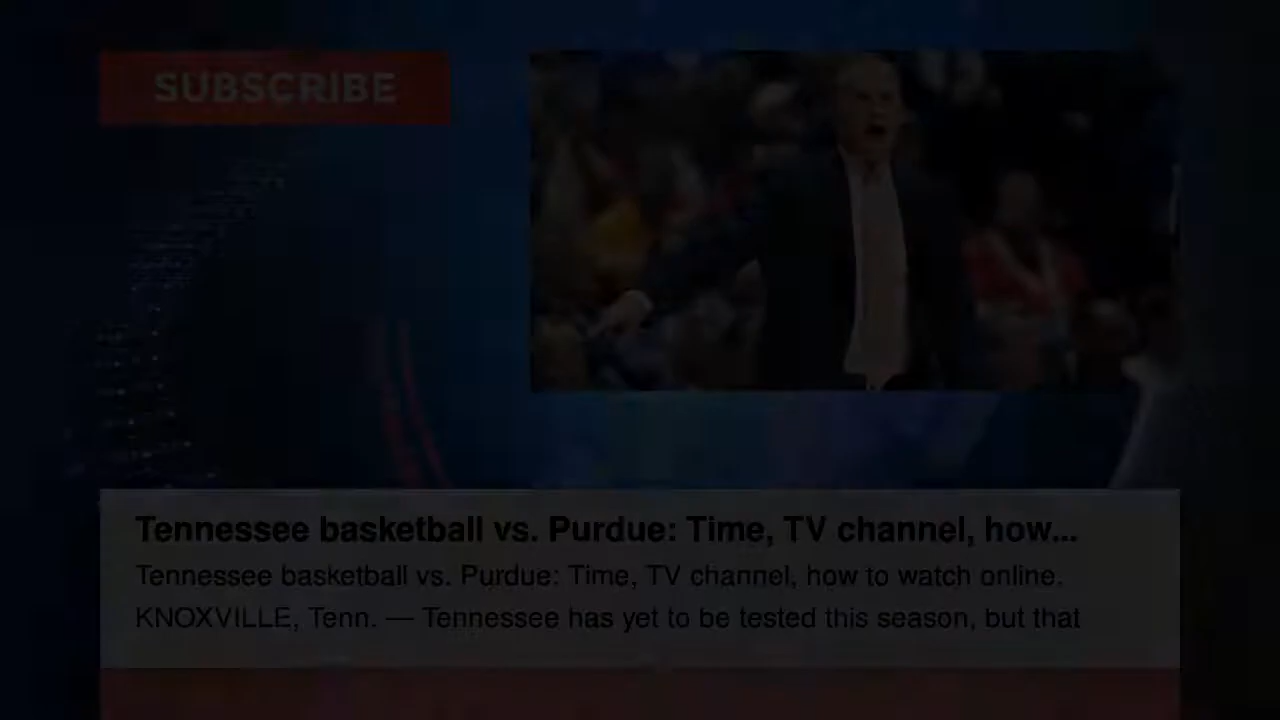 SUBSCRIBE
Tennessee basketball vs. Purdue: Time, TV channel, how...
Tennessee basketball vs. Purdue: Time, TV channel, how to watch online.
KNOXVILLE, Tenn. — Tennessee has yet to be tested this season, but that